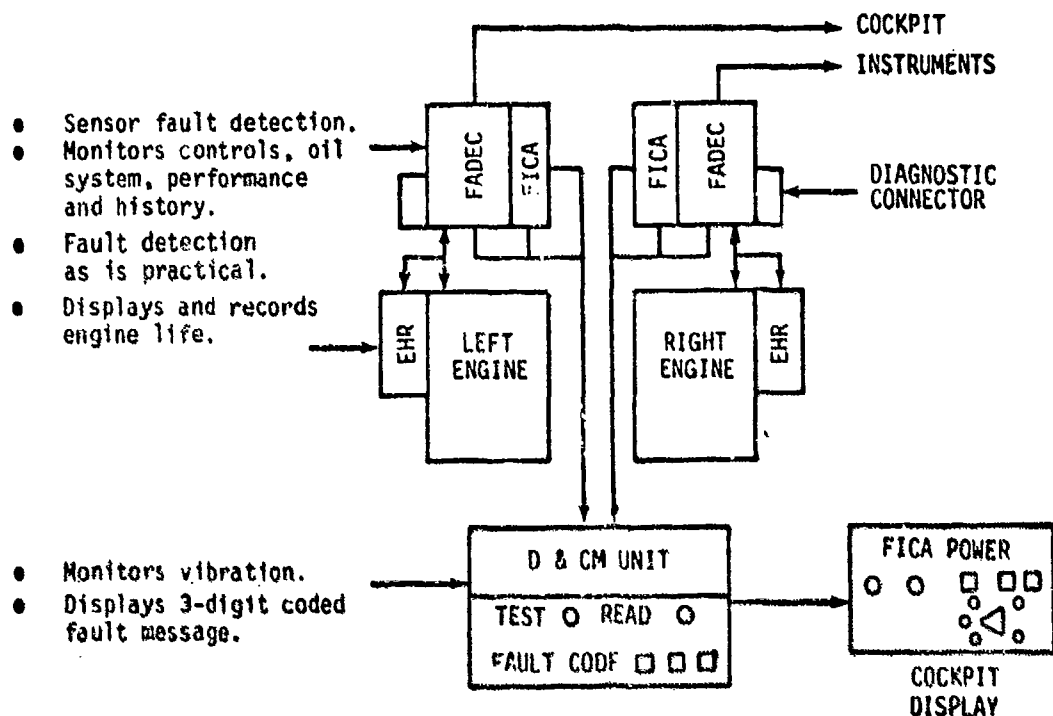 COCKPIT
INSTRUMENTS
• Sensor fault detection.
• Monitors controls, oil
system, performance
and history.
• Fault detection
as is practical.
• Displays and records
engine life.
FADEC
FICA
FICA
FADEC
DIAGNOSTIC
CONNECTOR
EHR
LEFT
ENGINE
RIGHT
ENGINE
EHR
• Monitors vibration.
• Displays 3-digit coded
fault message.
D & CM UNIT
TEST READ
FAULT CODE
FICA POWER
COCKPIT
DISPLAY